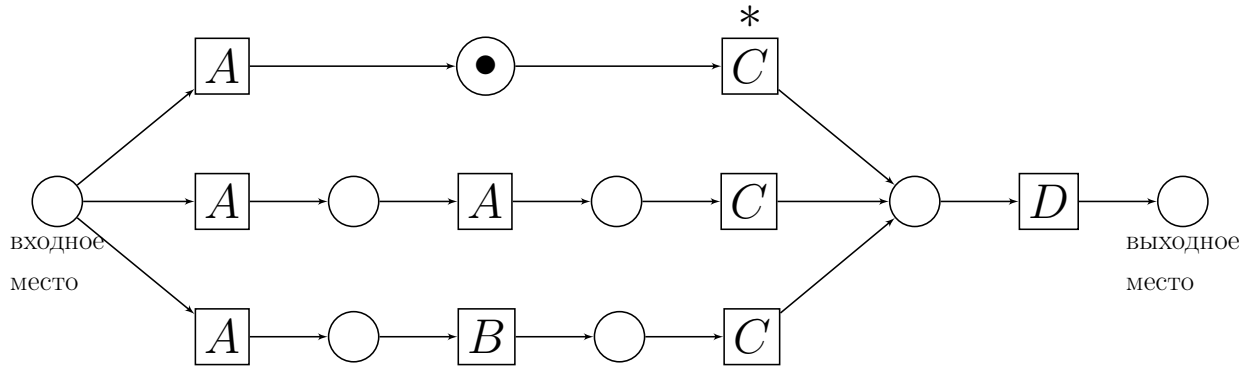 *
A C
A A C D
входное выходное
место место
A B C